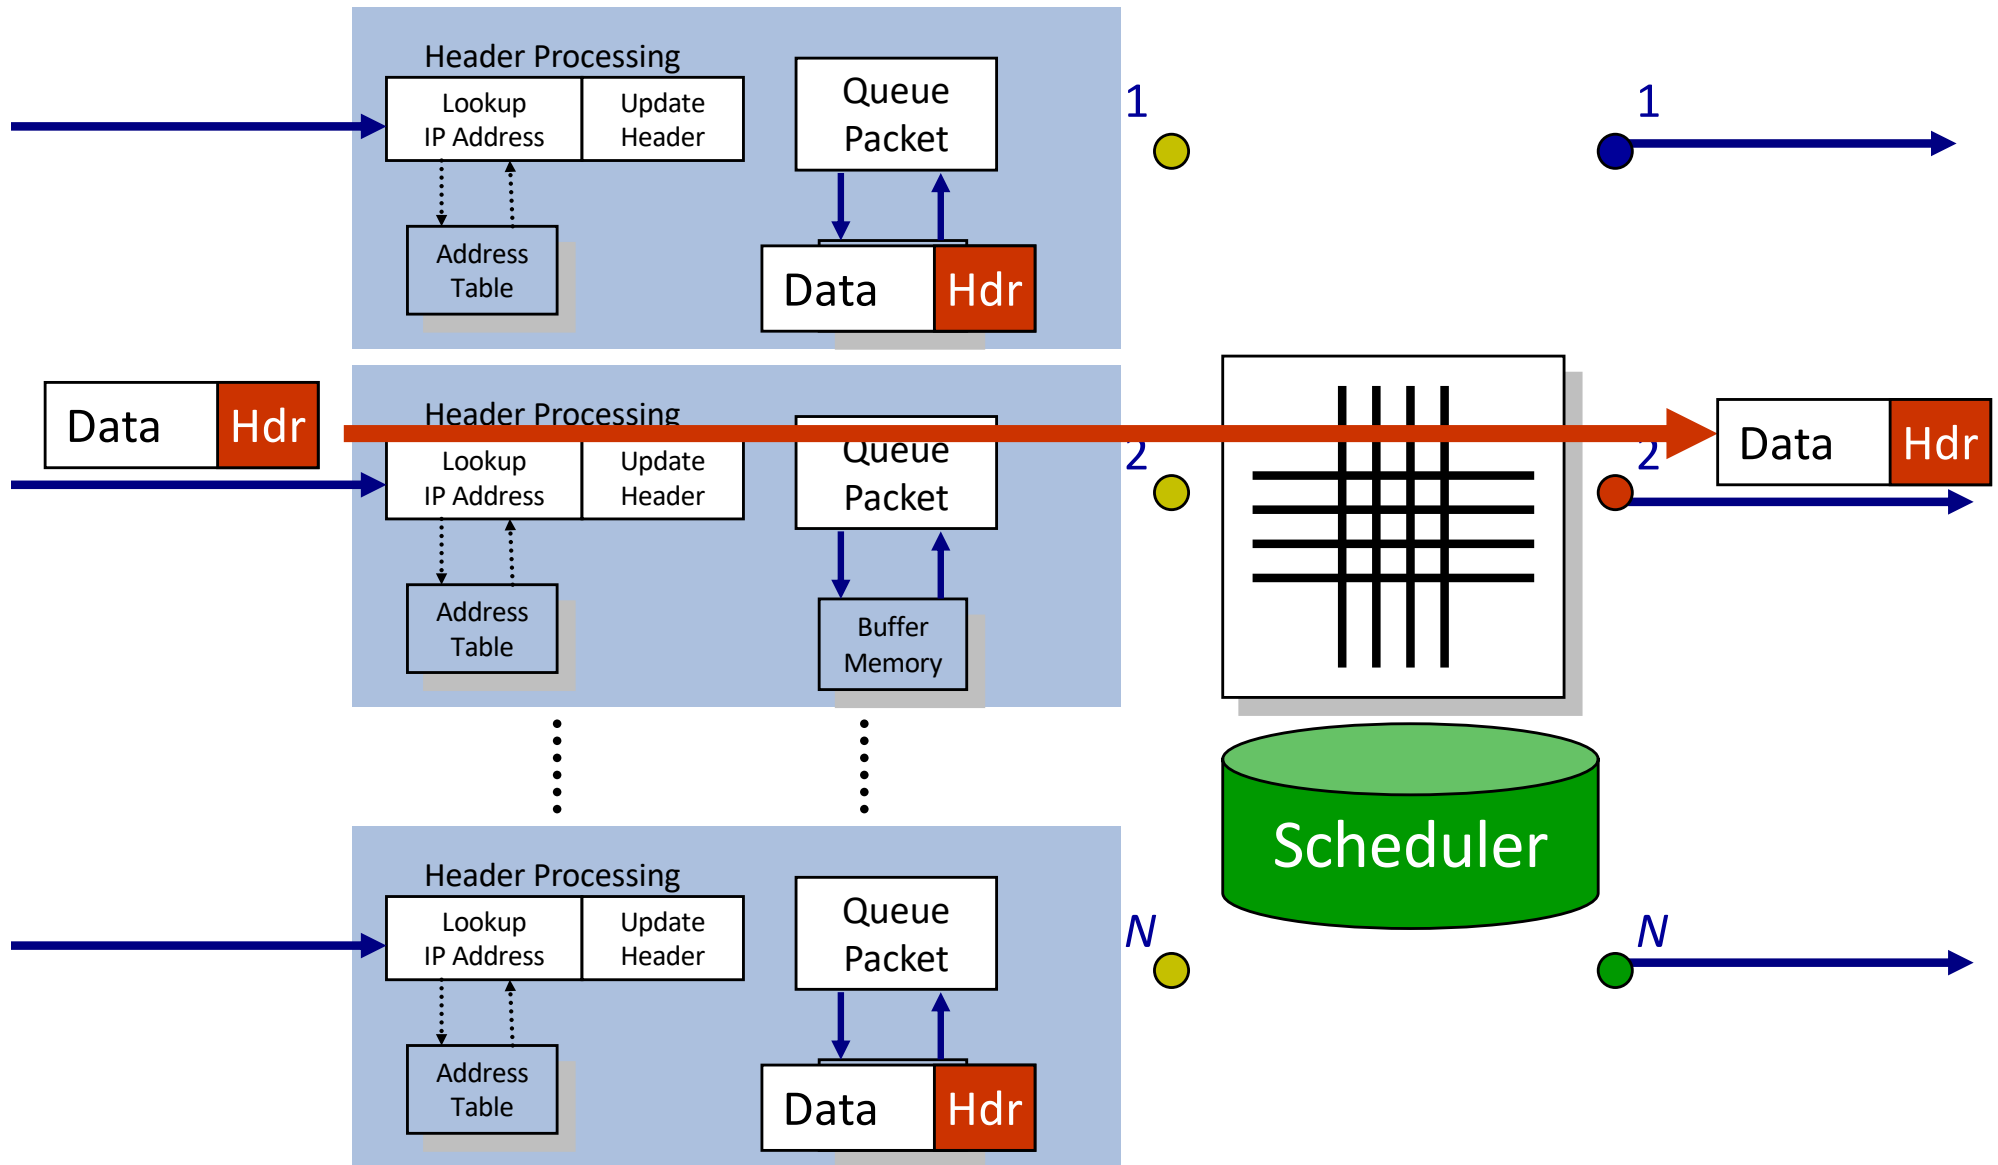 Header Processing
Lookup
IP Address
Update
Header
Queue
Packet
1
1
Address
Table
Data
Hdr
Data
Hdr
Header Processing
Lookup
IP Address
Update
Header
Queue
Packet
2
2
Data
Hdr
Address
Table
Buffer
Memory
Scheduler
Header Processing
Lookup
IP Address
Update
Header
Queue
Packet
N
N
Address
Table
Data
Hdr